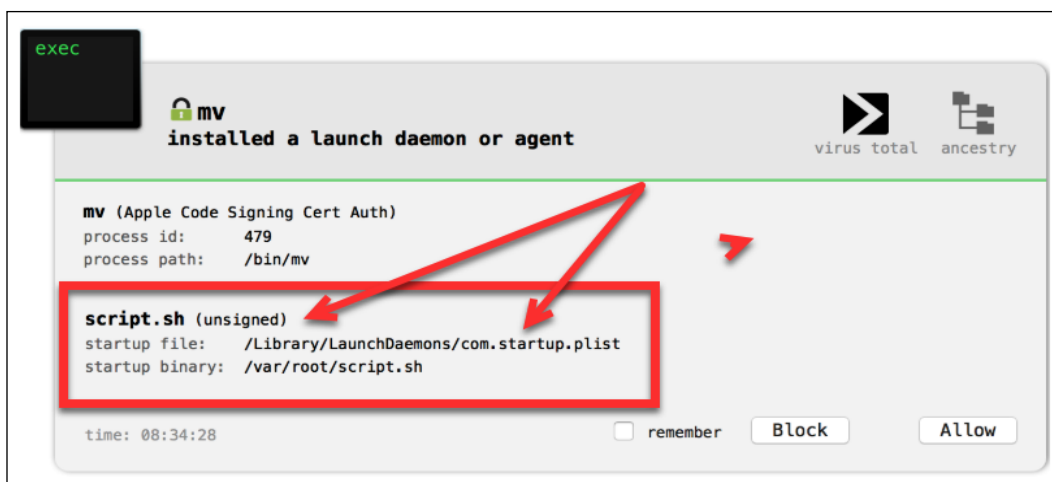 exec
mv
installed a launch daemon or agent
virus total
ancestry
mv (Apple Code Signing Cert Auth)
process id: 479
process path: /bin/mv
script.sh (unsigned)
startup file: /Library/LaunchDaemons/com.startup.plist
startup binary: /var/root/script.sh
time: 08:34:28
remember
Block
Allow